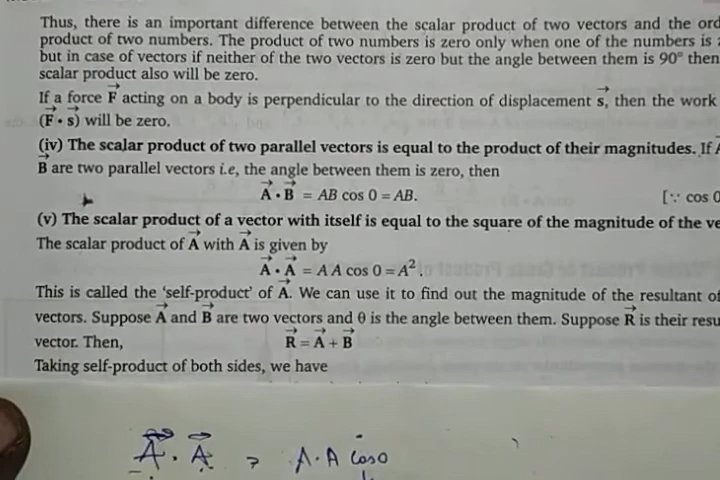 Thus, there is an important difference between the scalar product of two vectors and the ord
product of two numbers. The product of two numbers is zero only when one of the numbers is
but in case of vectors if neither of the two vectors is zero but the angle between them is 90° then
scalar product also will be zero.
If a force F⃗ acting on a body is perpendicular to the direction of displacement s⃗, then the work
(F⃗ • s⃗) will be zero.
(iv) The scalar product of two parallel vectors is equal to the product of their magnitudes. If A
B⃗ are two parallel vectors i.e, the angle between them is zero, then
A⃗ • B⃗ = AB cos 0 = AB. [∵ cos 0
(v) The scalar product of a vector with itself is equal to the square of the magnitude of the ve
The scalar product of A⃗ with A⃗ is given by
A⃗ • A⃗ = A A cos 0 = A².
This is called the ‘self-product’ of A⃗. We can use it to find out the magnitude of the resultant of
vectors. Suppose A⃗ and B⃗ are two vectors and θ is the angle between them. Suppose R⃗ is their resu
vector. Then, R⃗ = A⃗ + B⃗
Taking self-product of both sides, we have
A⃗ . A⃗ = A.A cos0